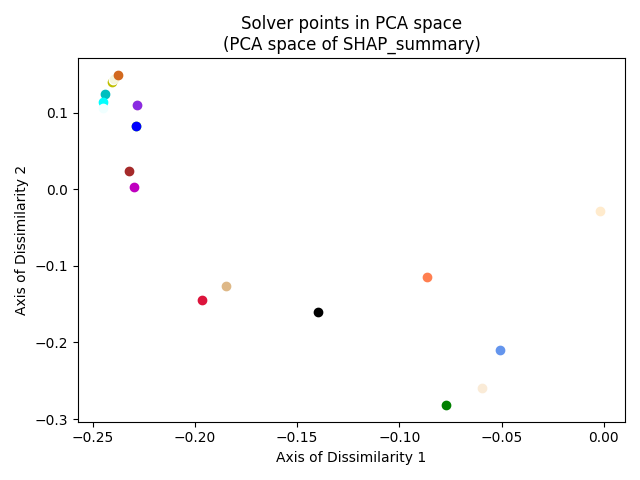 Solver points in PCA space
(PCA space of SHAP_summary)
Axis of Dissimilarity 2
0.1
0.0
−0.1
−0.2
−0.3
−0.25
−0.20
−0.15
−0.10
−0.05
0.00
Axis of Dissimilarity 1